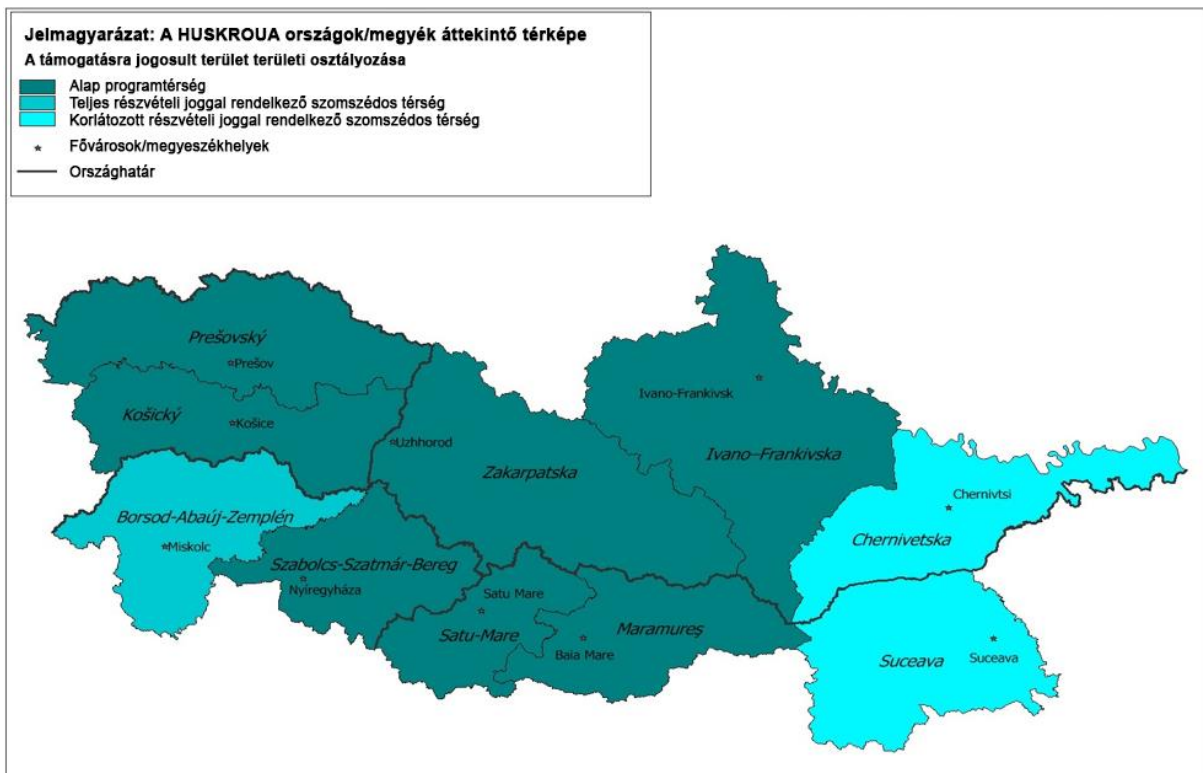 Jelmagyarázat: A HUSKROUA országok/megyék áttekintő térképe
A támogatásra jogosult terület területi osztályozása
Alap programtérség
Teljes részvételi joggal rendelkező szomszédos térség
Korlátozott részvételi joggal rendelkező szomszédos térség
Fővárosok/megyeszékhelyek
Országhatár
Prešovský
Prešov
Košický
Košice
Uzhhorod
Zakarpatska
Ivano-Frankivsk
Ivano–Frankivska
Chernivtsi
Chernivetska
Borsod-Abaúj-Zemplén
Miskolc
Szabolcs-Szatmár-Bereg
Nyíregyháza
Satu Mare
Satu-Mare
Maramureş
Baia Mare
Suceava
Suceava